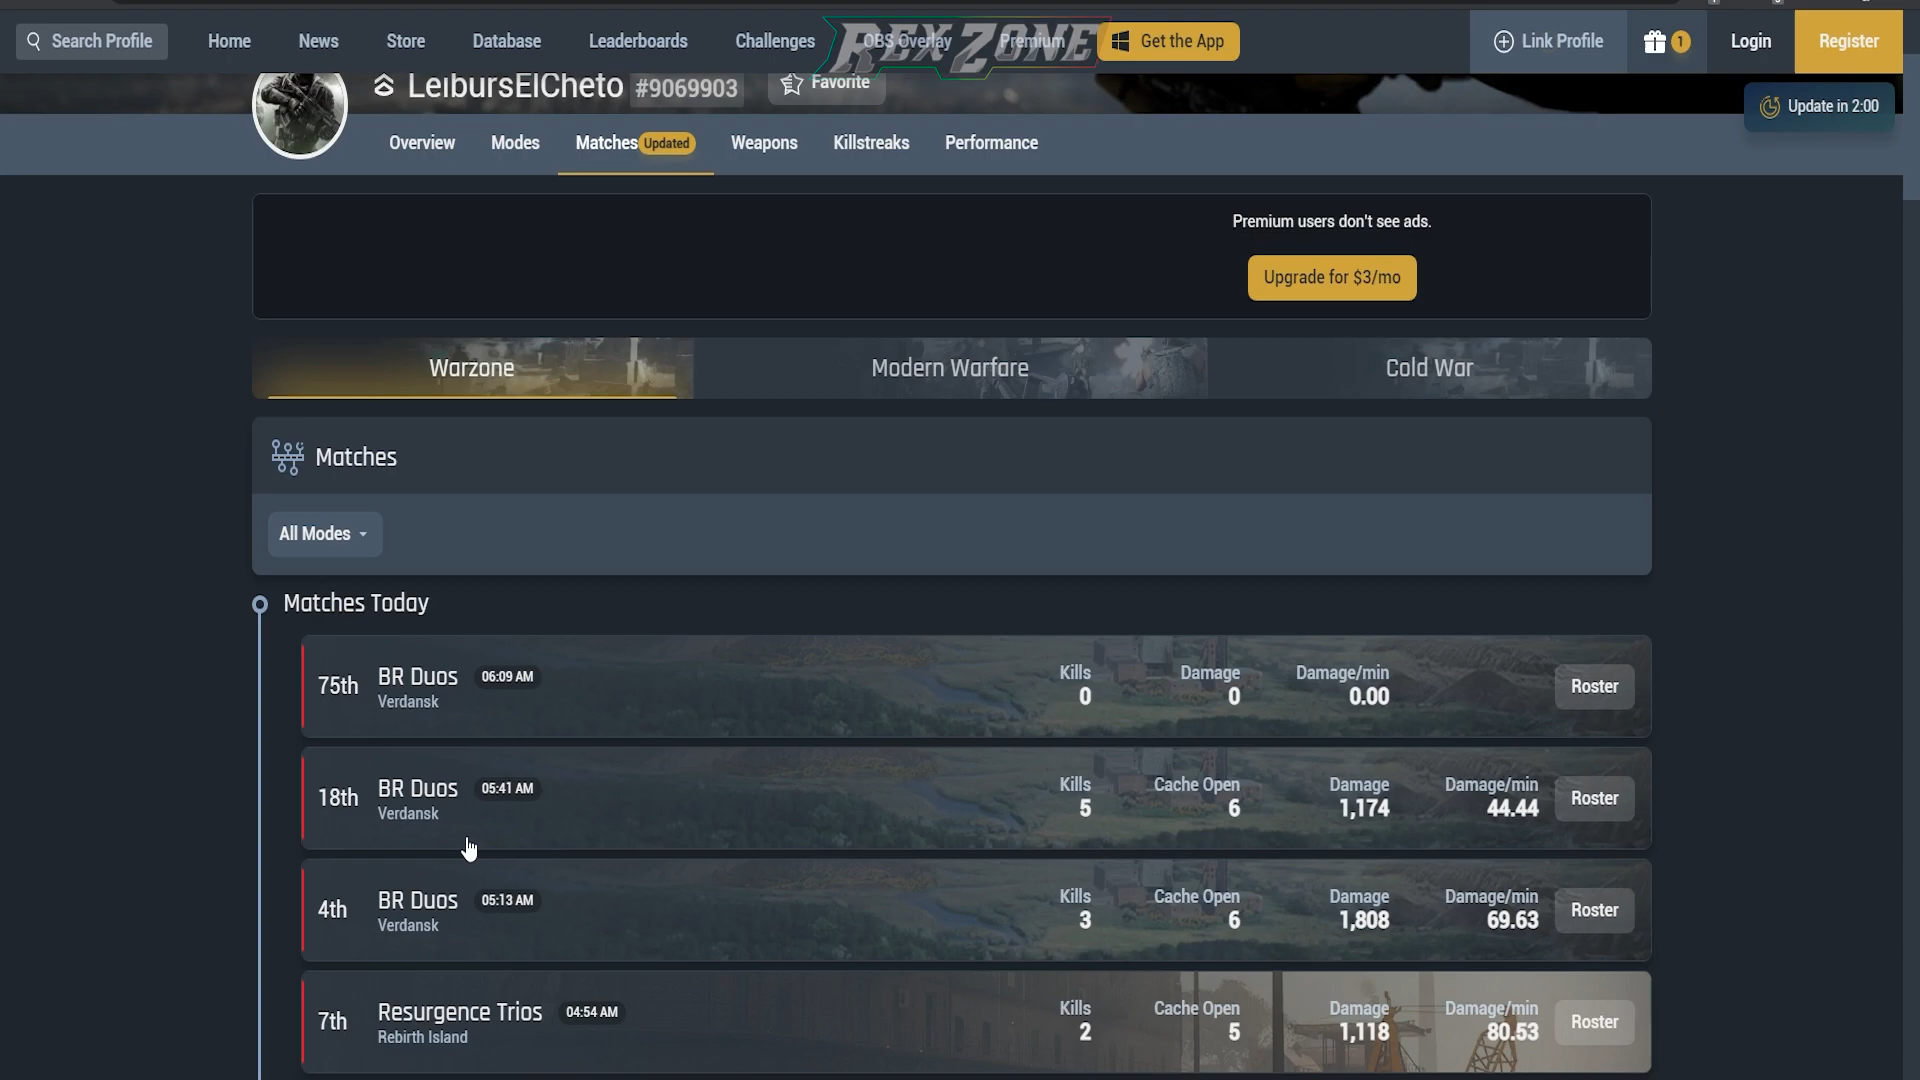 Search Profile Home News Store Database Leaderboards Challenges OBS Overlay Premium Get the App Link Profile 1 Login Register
REXZONE
LeibursElCheto #9069903 Favorite
Update in 2:00
Overview Modes Matches Updated Weapons Killstreaks Performance
Premium users don't see ads.
Upgrade for $3/mo
Warzone Modern Warfare Cold War
Matches
All Modes
Matches Today
75th BR Duos 06:09 AM Verdansk Kills 0 Damage 0 Damage/min 0.00 Roster
18th BR Duos 05:41 AM Verdansk Kills 5 Cache Open 6 Damage 1,174 Damage/min 44.44 Roster
4th BR Duos 05:13 AM Verdansk Kills 3 Cache Open 6 Damage 1,808 Damage/min 69.63 Roster
7th Resurgence Trios 04:54 AM Rebirth Island Kills 2 Cache Open 5 Damage 1,118 Damage/min 80.53 Roster